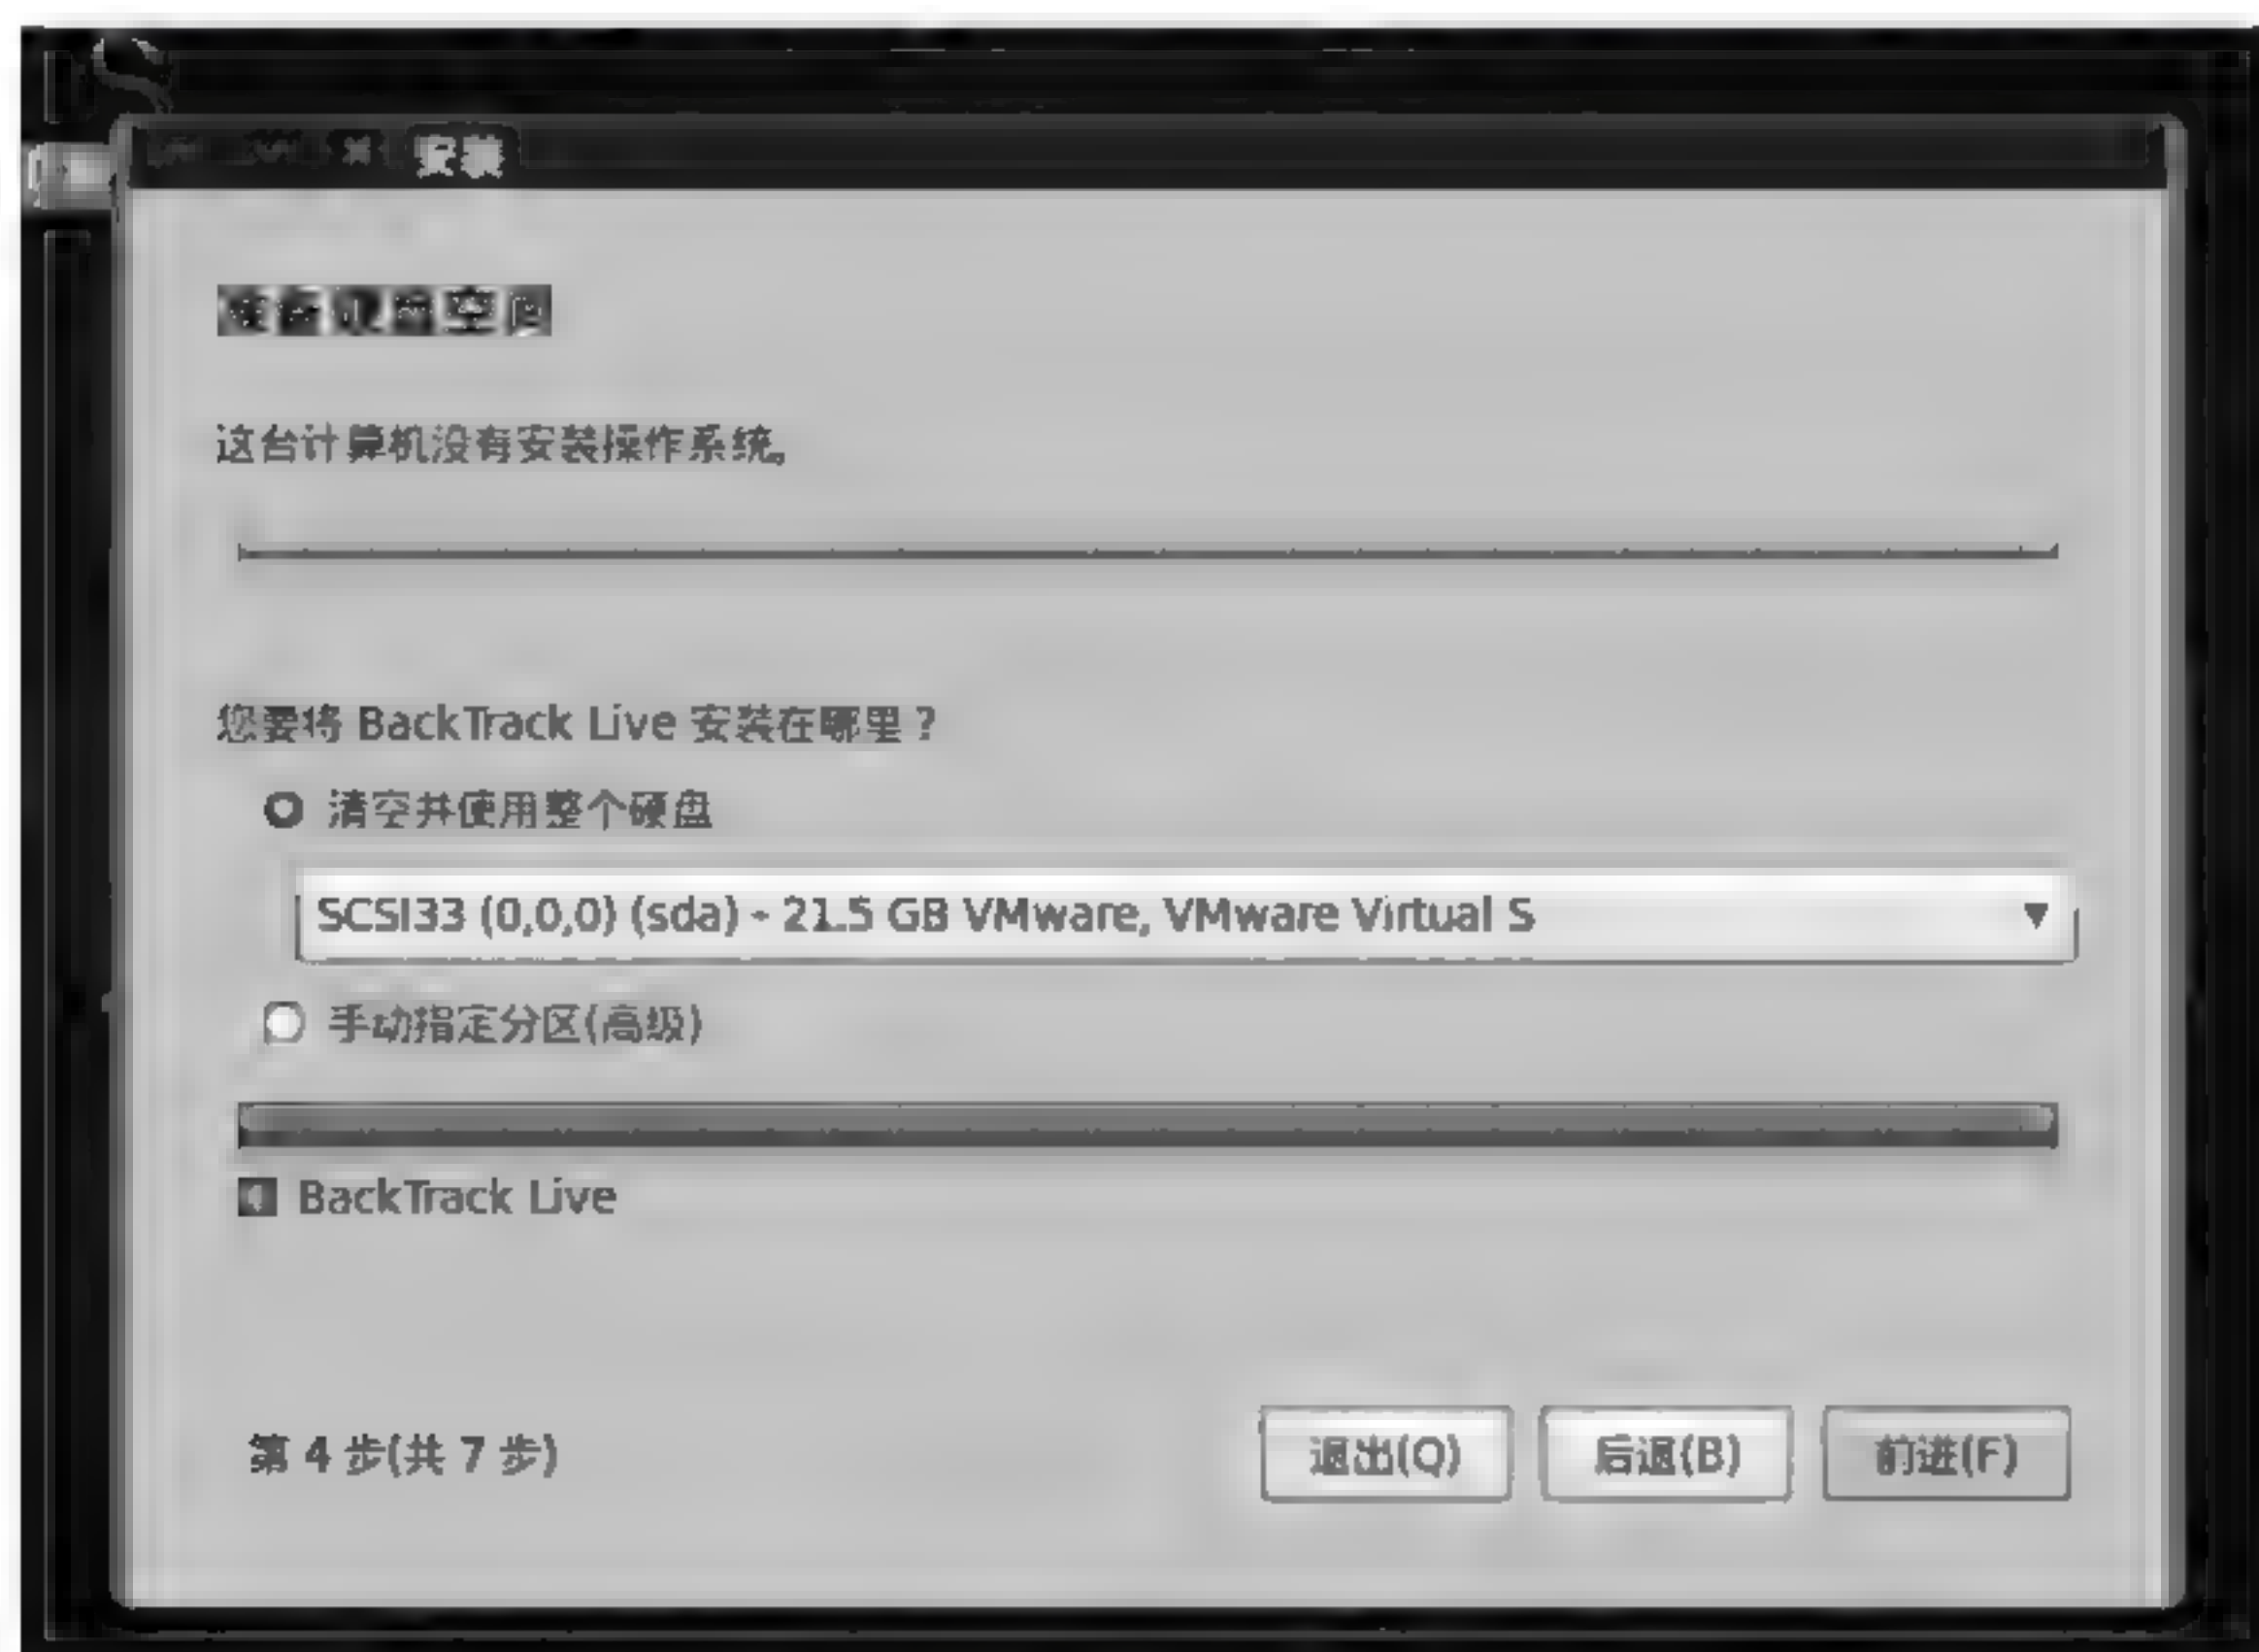 安装
这台计算机没有安装操作系统。
您要将 BackTrack Live 安装在哪里？
清空并使用整个硬盘
SCSI33 (0,0,0) (sda) - 21.5 GB VMware, VMware Virtual S
手动指定分区(高级)
BackTrack Live
第 4 步(共 7 步)
退出(Q) 后退(B) 前进(F)